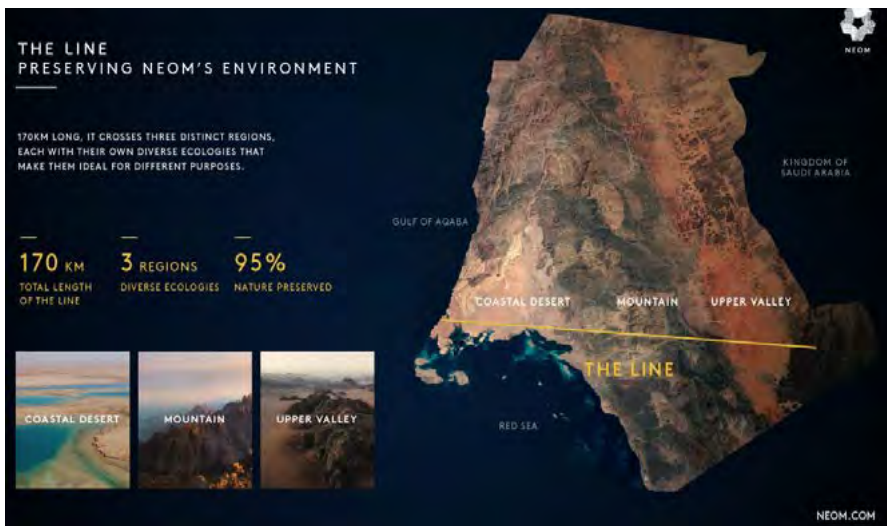 THE LINE
PRESERVING NEOM'S ENVIRONMENT
170KM LONG, IT CROSSES THREE DISTINCT REGIONS,
EACH WITH THEIR OWN DIVERSE ECOLOGIES THAT
MAKE THEM IDEAL FOR DIFFERENT PURPOSES.
170 KM
TOTAL LENGTH
OF THE LINE
3 REGIONS
DIVERSE ECOLOGIES
95%
NATURE PRESERVED
COASTAL DESERT
MOUNTAIN
UPPER VALLEY
NEOM
KINGDOM OF
SAUDI ARABIA
GULF OF AQABA
COASTAL DESERT
MOUNTAIN
UPPER VALLEY
THE LINE
RED SEA
NEOM.COM